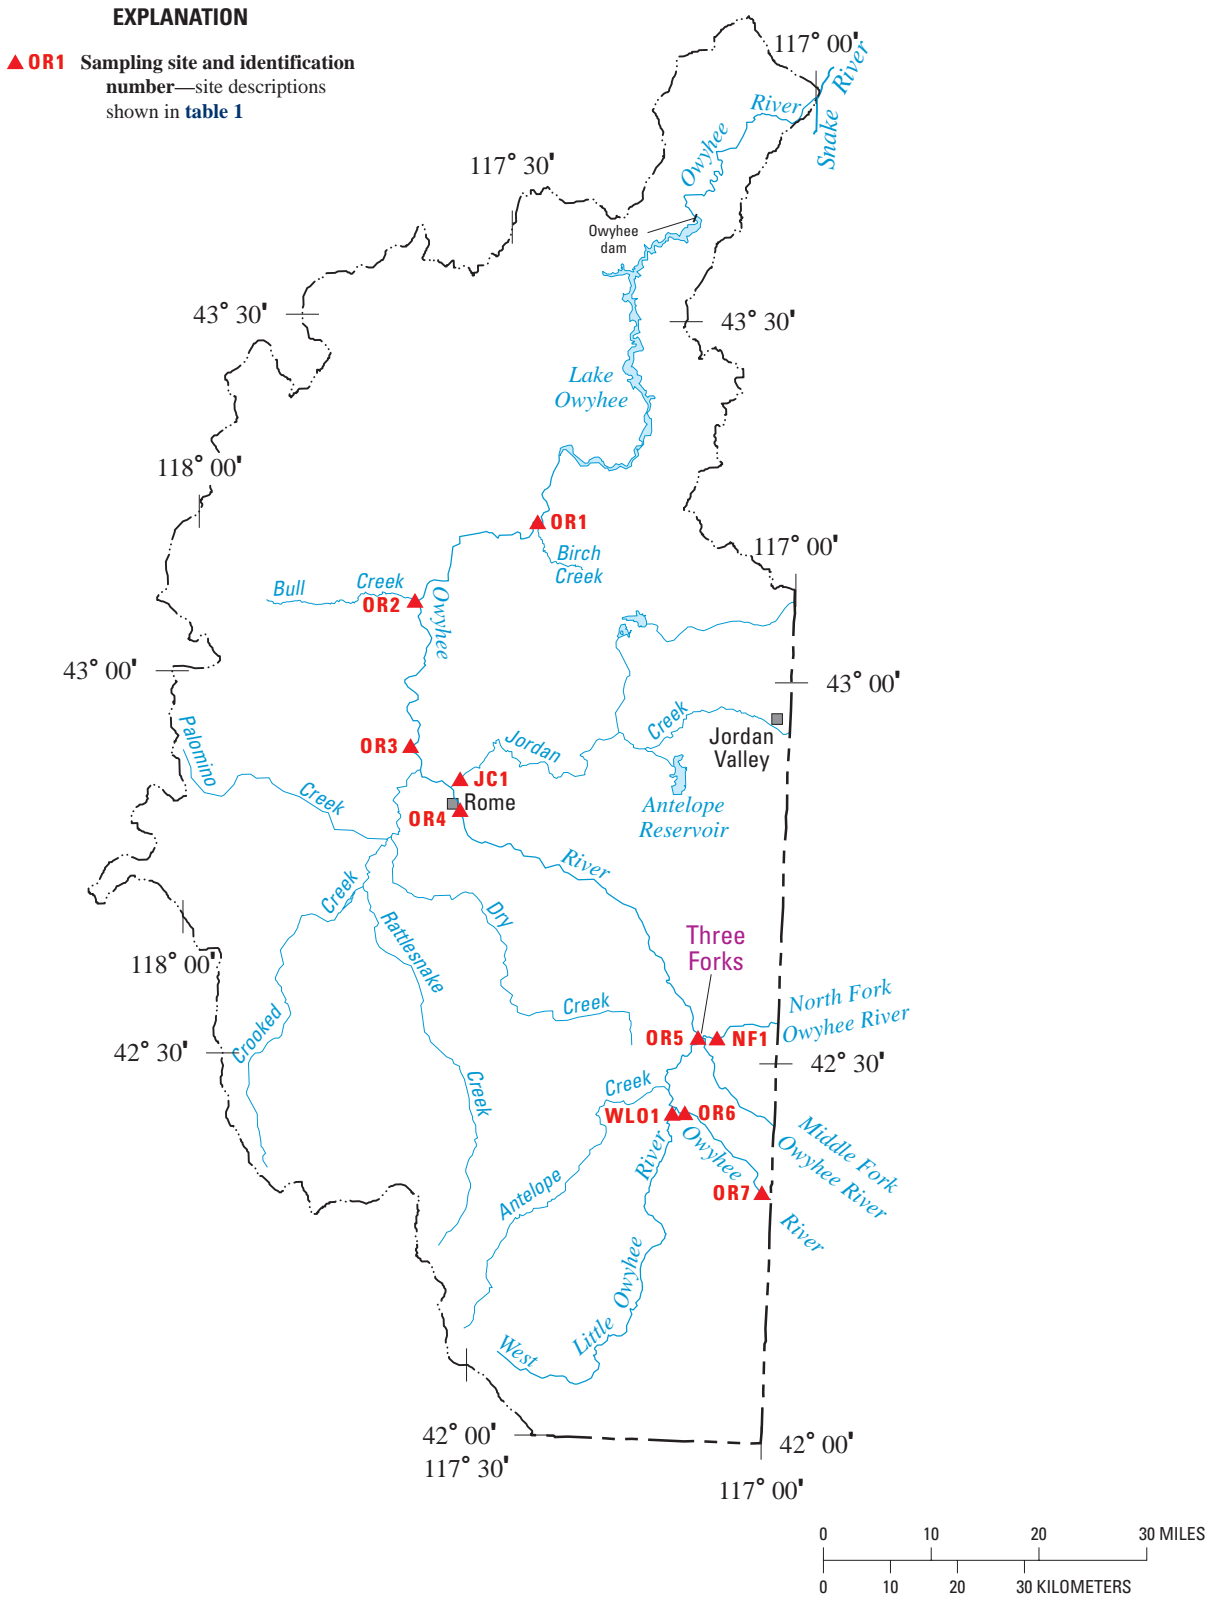 EXPLANATION
OR1 Sampling site and identification
number—site descriptions
shown in table 1
117° 00'
Snake River
Owyhee River
117° 30'
Owyhee
dam
43° 30'
43° 30'
Lake
Owyhee
118° 00'
OR1
Birch
Creek
117° 00'
Bull Creek
OR2
Owyhee
43° 00'
43° 00'
Palomino
Creek
OR3
Jordan
Creek
Jordan
Valley
JC1
Rome
OR4
Antelope
Reservoir
River
Creek
Rattlesnake
Dry
118° 00'
Three
Forks
Creek
North Fork
Owyhee River
OR5
NF1
Crooked
42° 30'
42° 30'
Creek
Creek
WLO1
OR6
River
Owyhee
Middle Fork
Owyhee River
OR7
Antelope
River
Owyhee
Little
West
42° 00'
117° 30'
42° 00'
117° 00'
0 10 20 30 MILES
0 10 20 30 KILOMETERS